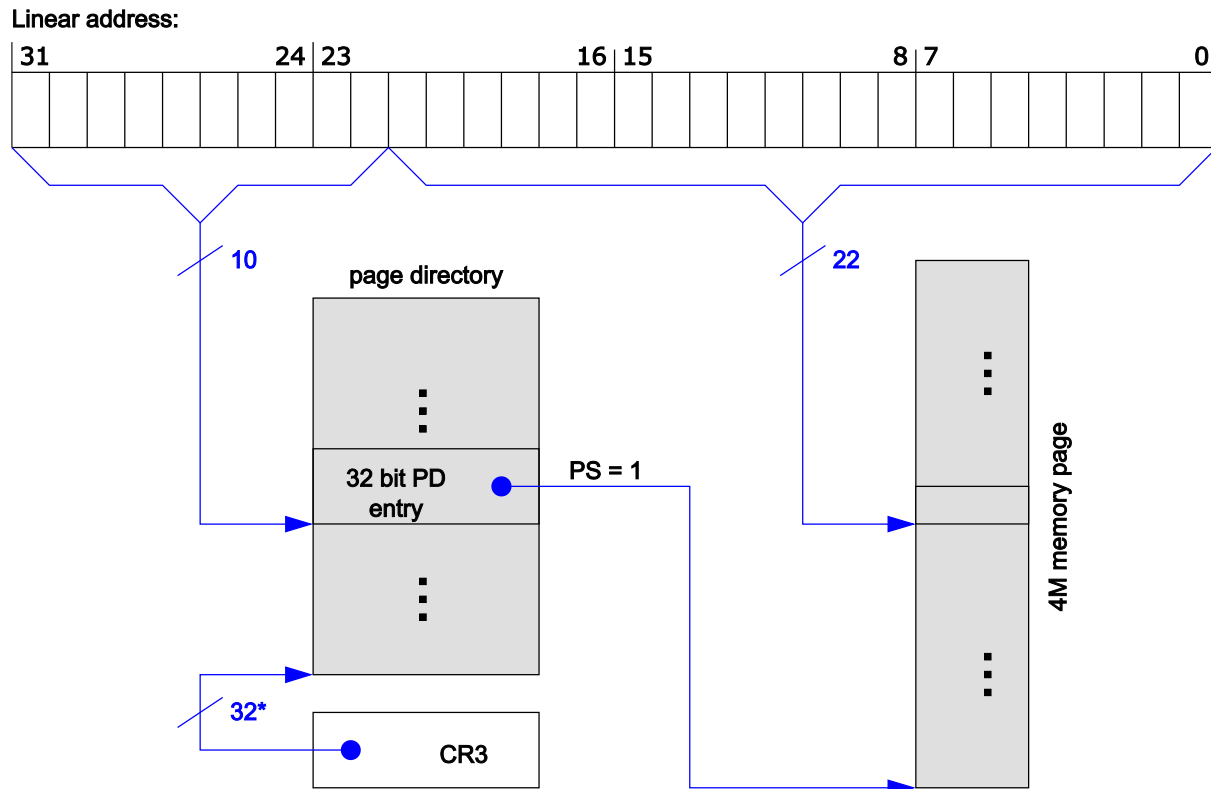 Linear address:
31 24 23 16 15 8 7 0
10
22
page directory
32 bit PD
entry
PS = 1
4M memory page
32*
CR3